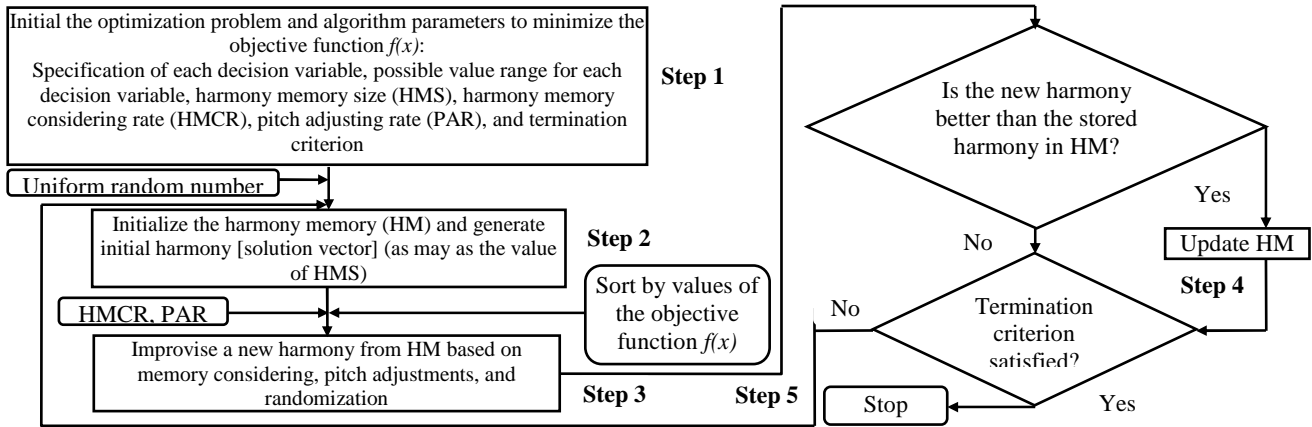 Initial the optimization problem and algorithm parameters to minimize the
objective function f(x):
Specification of each decision variable, possible value range for each
decision variable, harmony memory size (HMS), harmony memory
considering rate (HMCR), pitch adjusting rate (PAR), and termination
criterion
Step 1
Uniform random number
Initialize the harmony memory (HM) and generate
initial harmony [solution vector] (as may as the value
of HMS)
Step 2
HMCR, PAR
Sort by values of
the objective
function f(x)
Improvise a new harmony from HM based on
memory considering, pitch adjustments, and
randomization
Step 3
Is the new harmony
better than the stored
harmony in HM?
Yes
No
Update HM
Step 4
Termination
criterion
satisfied?
No
Step 5
Yes
Stop